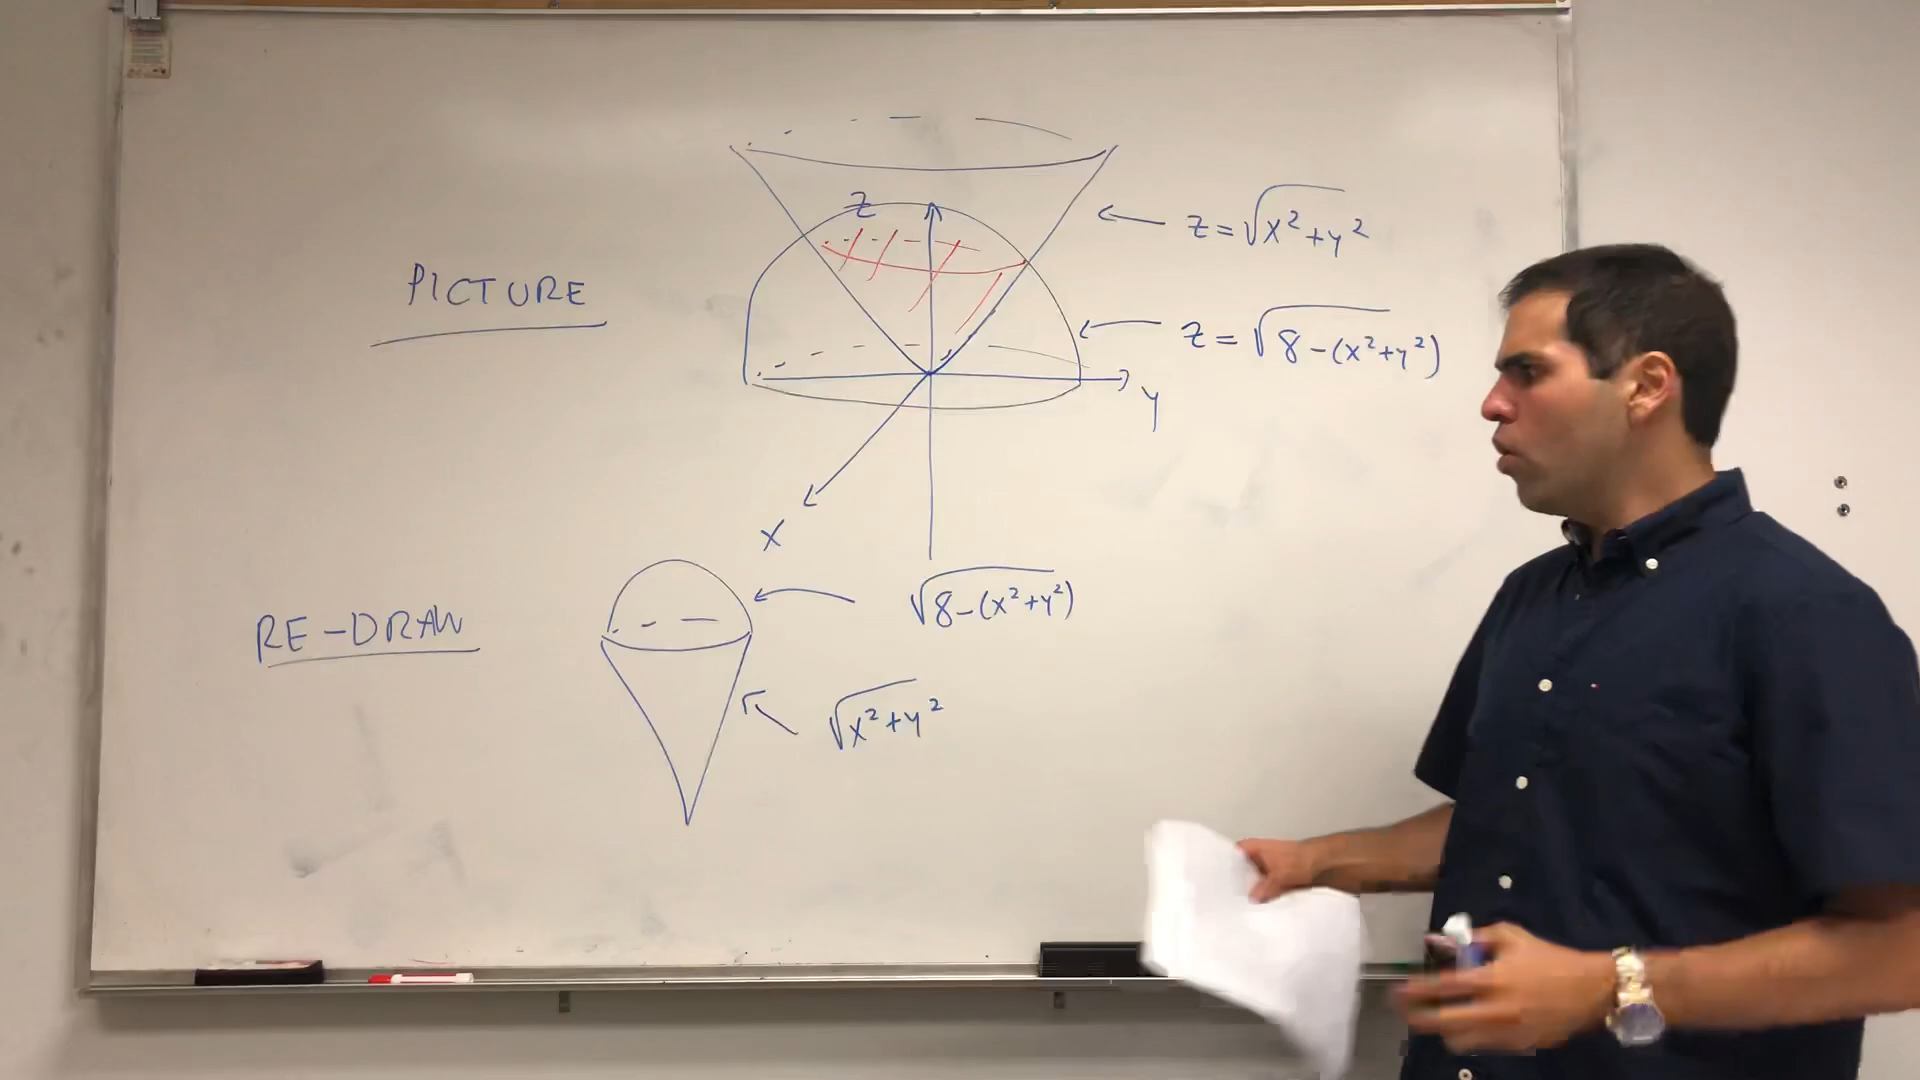 z
z = √x²+y²
PICTURE
z = √8-(x²+y²)
y
x
RE-DRAW
√8-(x²+y²)
√x²+y²